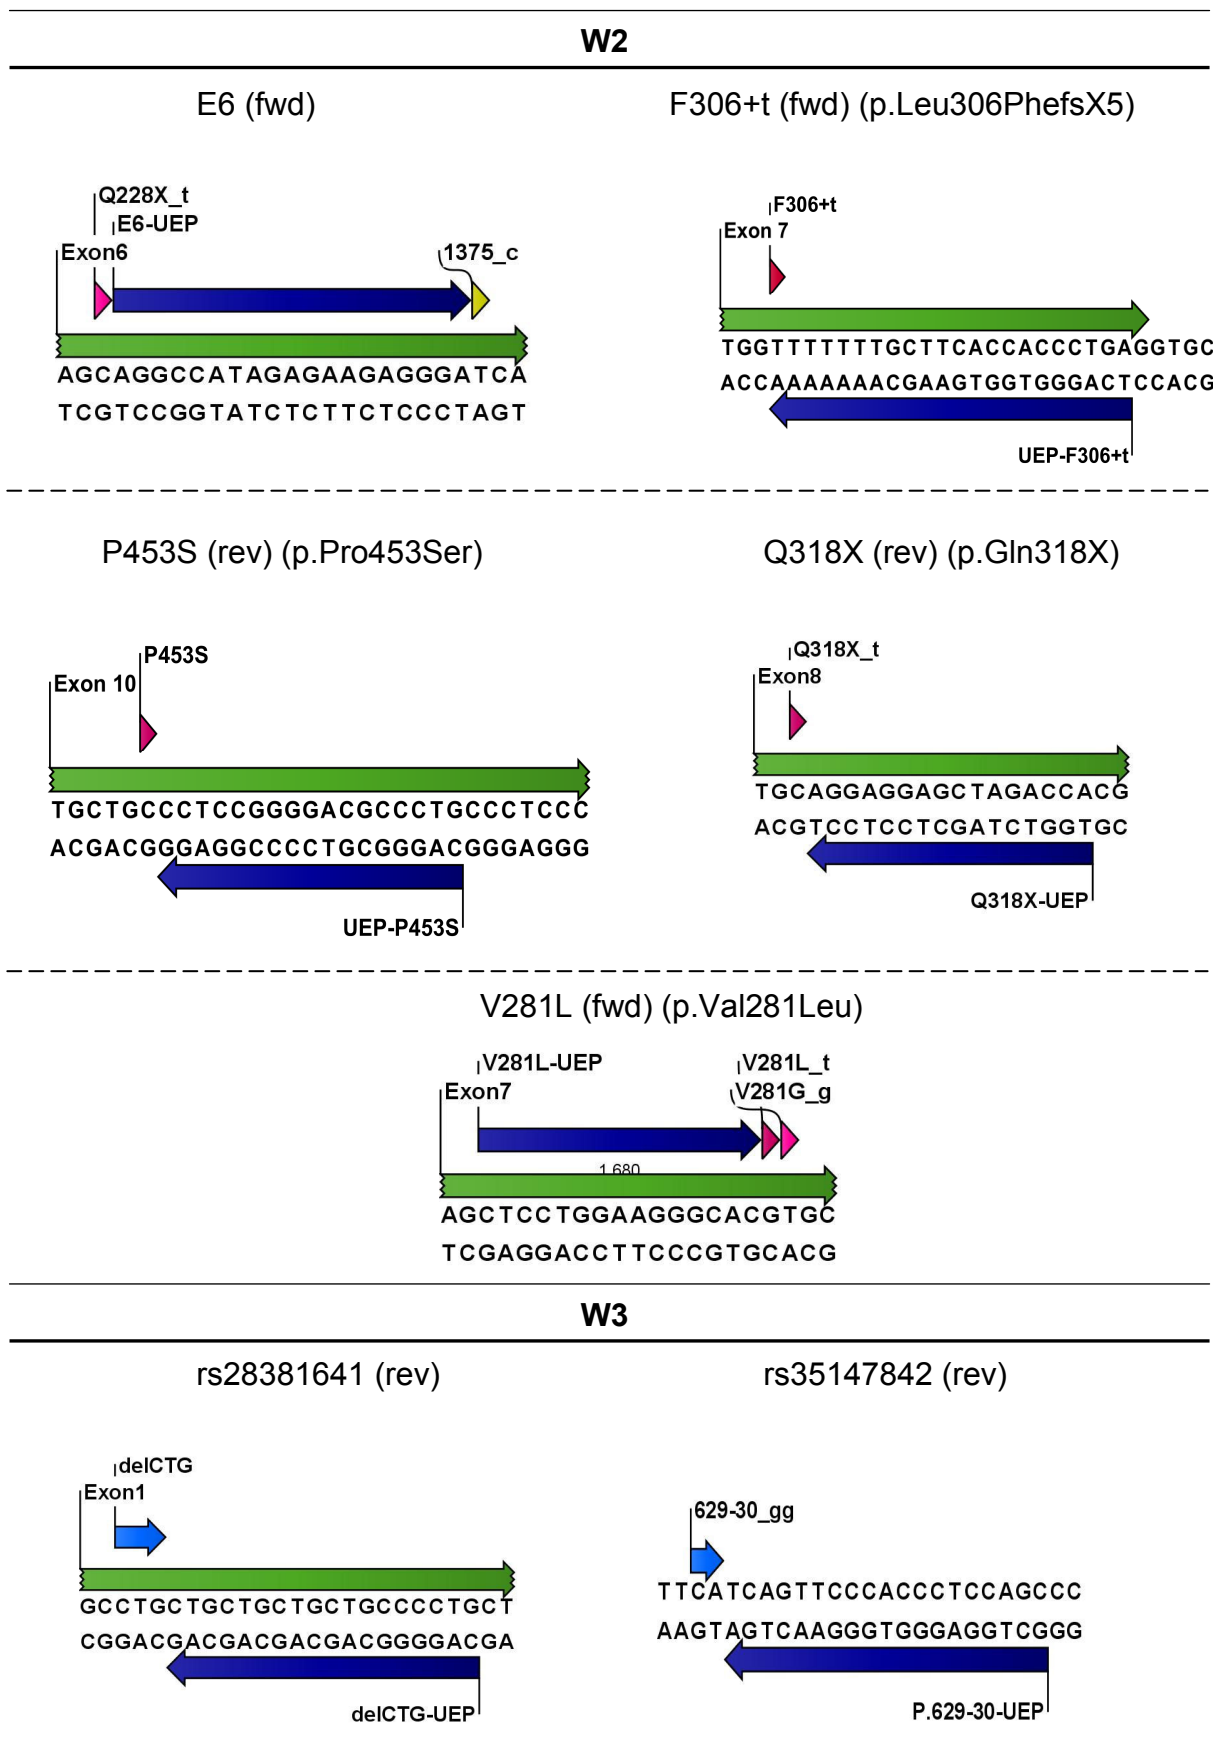 W2
E6 (fwd)
F306+t (fwd) (p.Leu306PhefsX5)
Q228X_t
E6-UEP
Exon6
1375_c
AGCAGGCCATAGAGAAGAGGGATCA
TCGTCCGGTATCTCTTCTCCCTAGT
F306+t
Exon 7
TGGTTTTTTTGCTTCACCACCCTGAGGTGC
ACCAAAAAAACGAAGTGGTGGGACTCCACG
UEP-F306+t
P453S (rev) (p.Pro453Ser)
Q318X (rev) (p.Gln318X)
P453S
Exon 10
TGCTGCCCTCCGGGGACGCCCTGCCCTCCC
ACGACGGGAGGCCCCTGCGGGACGGGAGGG
UEP-P453S
Q318X_t
Exon8
TGCAGGAGGAGCTAGACCACG
ACGTCCTCCTCGATCTGGTGC
Q318X-UEP
V281L (fwd) (p.Val281Leu)
V281L-UEP
V281L_t
Exon7
V281G_g
1,680
AGCTCCTGGAAGGGCACGTGC
TCGAGGACCTTCCCGTGCACG
W3
rs28381641 (rev)
rs35147842 (rev)
delCTG
Exon1
GCCTGCTGCTGCTGCTGCCCCTGCT
CGGACGACGACGACGACGGGGACGA
delCTG-UEP
629-30_gg
TTCATCAGTTCCCACCCTCCAGCCC
AAGTAGTCAAGGGTGGGAGGTCGGG
P.629-30-UEP